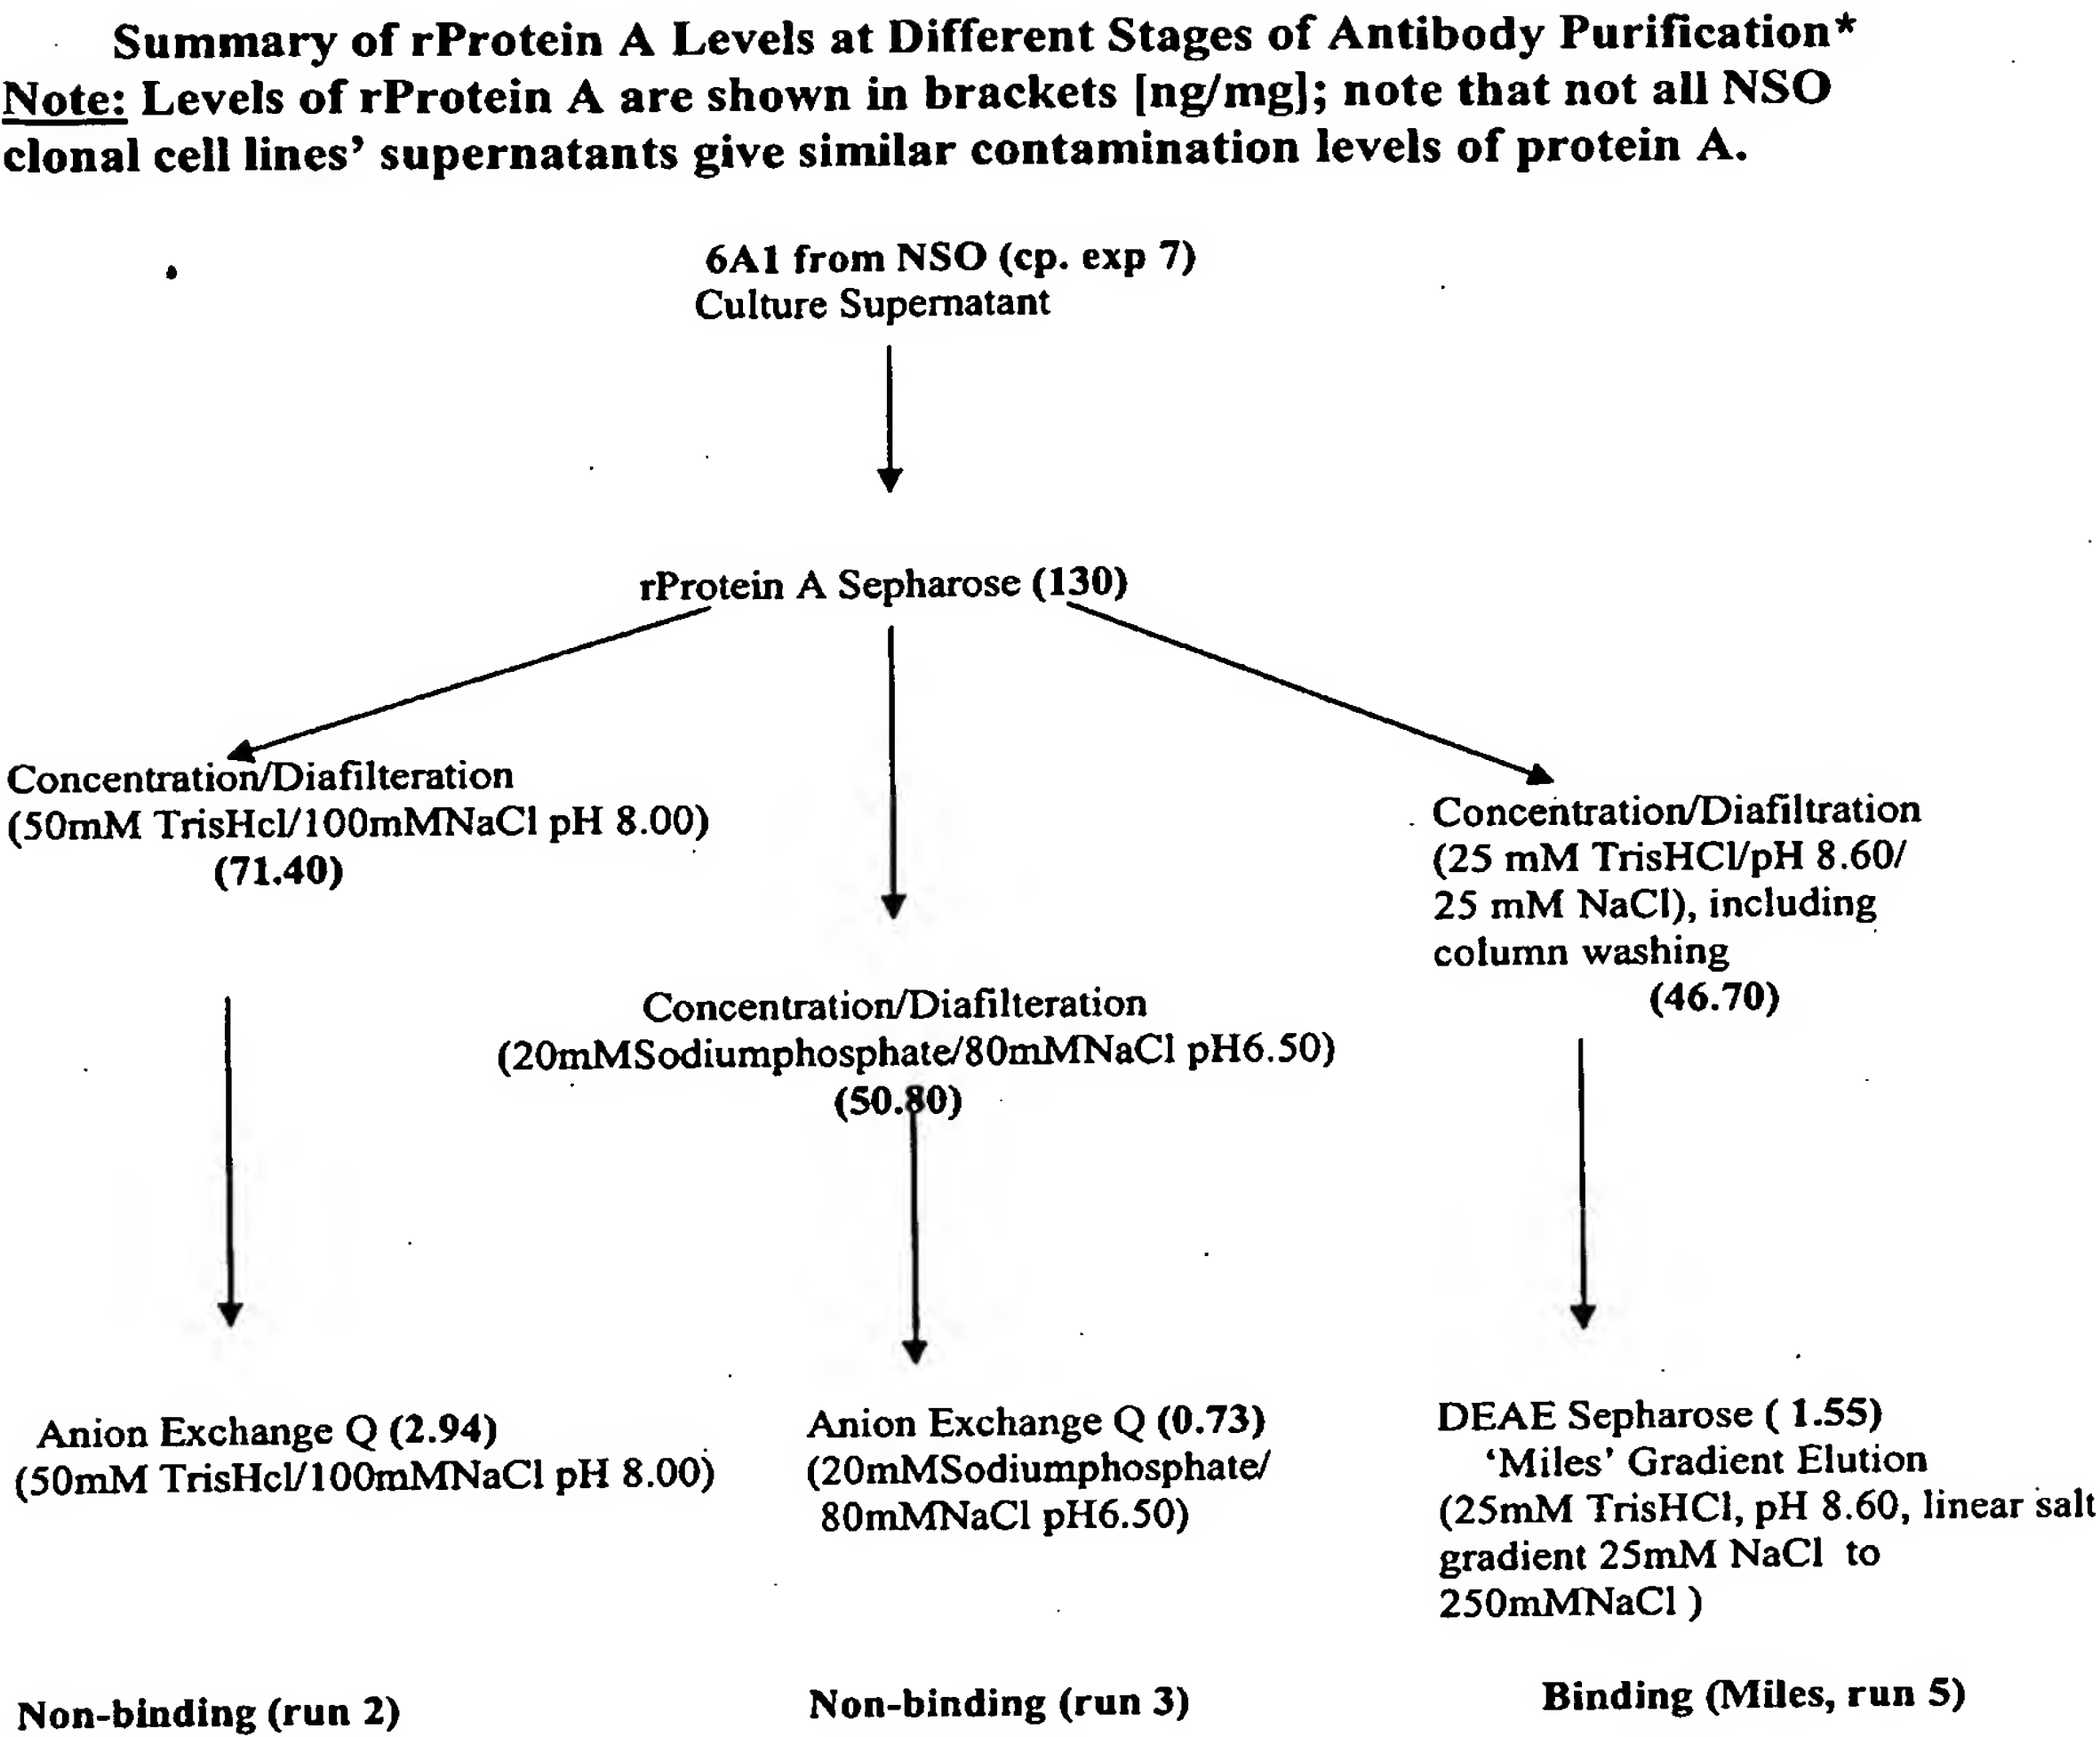 Summary of rProtein A Levels at Different Stages of Antibody Purification*
Note: Levels of rProtein A are shown in brackets [ng/mg]; note that not all NSO
clonal cell lines’ supernatants give similar contamination levels of protein A.
6A1 from NSO (cp. exp 7)
Culture Supernatant
rProtein A Sepharose (130)
Concentration/Diafilteration
(50mM TrisHcl/100mMNaCl pH 8.00)
(71.40)
Concentration/Diafilteration
(20mMSodiumphosphate/80mMNaCl pH6.50)
(50.80)
Concentration/Diafiltration
(25 mM TrisHCl/pH 8.60/
25 mM NaCl), including
column washing
(46.70)
Anion Exchange Q (2.94)
(50mM TrisHcl/100mMNaCl pH 8.00)
Non-binding (run 2)
Anion Exchange Q (0.73)
(20mMSodiumphosphate/
80mMNaCl pH6.50)
Non-binding (run 3)
DEAE Sepharose ( 1.55)
‘Miles’ Gradient Elution
(25mM TrisHCl, pH 8.60, linear salt
gradient 25mM NaCl to
250mMNaCl )
Binding (Miles, run 5)